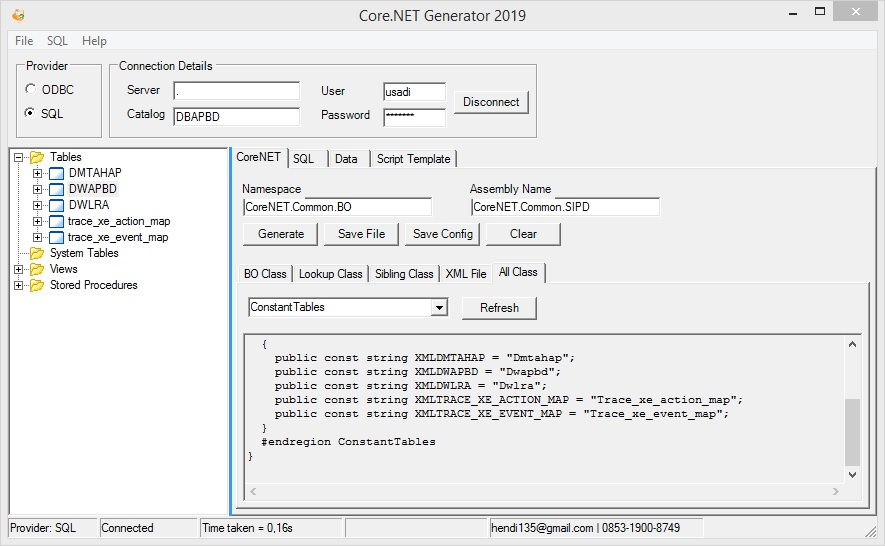 Core.NET Generator 2019
File SQL Help
Provider
ODBC
SQL
Connection Details
Server .
Catalog DBAPBD
User usadi
Password *******
Disconnect
Tables
DMTAHAP
DWAPBD
DWLRA
trace_xe_action_map
trace_xe_event_map
System Tables
Views
Stored Procedures
CoreNET SQL Data Script Template
Namespace Assembly Name
CoreNET.Common.BO CoreNET.Common.SIPD
Generate Save File Save Config Clear
BO Class Lookup Class Sibling Class XML File All Class
ConstantTables Refresh
{
public const string XMLDMTAHAP = "Dmtahap";
public const string XMLDWAPBD = "Dwapbd";
public const string XMLDWLRA = "Dwlra";
public const string XMLTRACE_XE_ACTION_MAP = "Trace_xe_action_map";
public const string XMLTRACE_XE_EVENT_MAP = "Trace_xe_event_map";
}
#endregion ConstantTables
}
Provider: SQL Connected Time taken = 0,16s hendi135@gmail.com | 0853-1900-8749